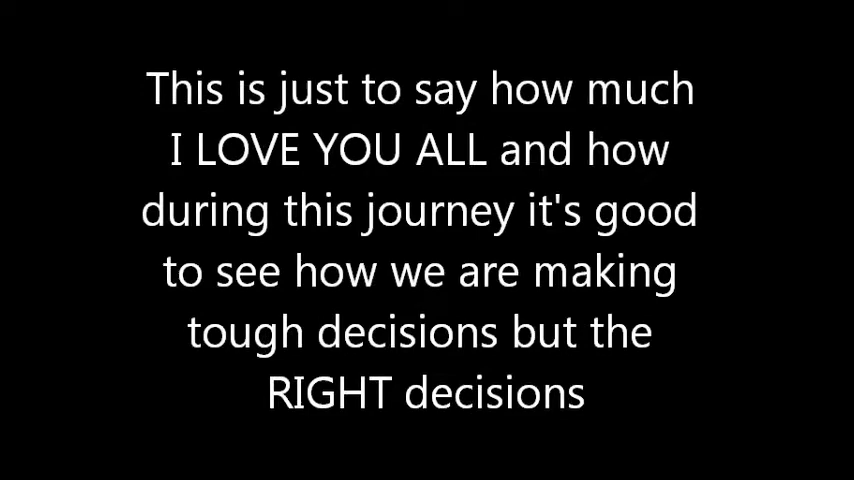 This is just to say how much
I LOVE YOU ALL and how
during this journey it's good
to see how we are making
tough decisions but the
RIGHT decisions